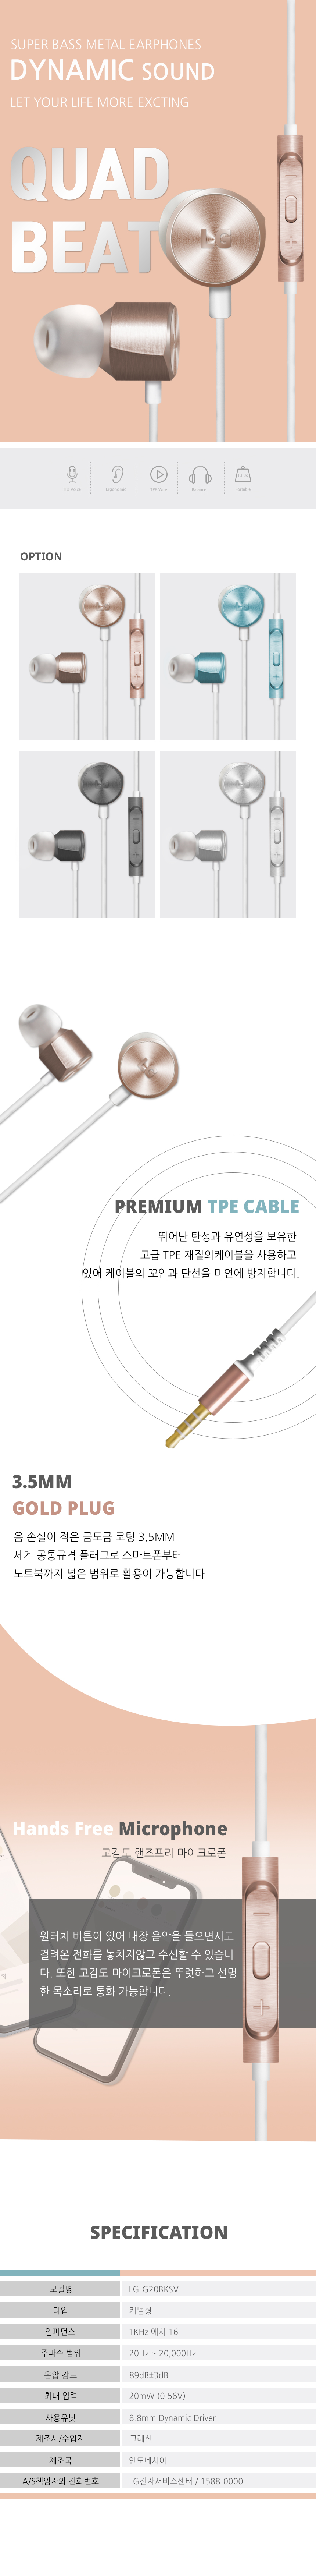 SUPER BASS METAL EARPHONES
DYNAMIC SOUND
LET YOUR LIFE MORE EXCTING
QUAD
BEAT
LG
OPTION
PREMIUM TPE CABLE
뛰어난 탄성과 유연성을 보유한
고급 TPE 재질의케이블을 사용하고
있어 케이블의 꼬임과 단선을 미연에 방지합니다.
3.5MM
GOLD PLUG
음 손실이 적은 금도금 코팅 3.5MM
세계 공통규격 플러그로 스마트폰부터
노트북까지 넓은 범위로 활용이 가능합니다
Hands Free Microphone
고감도 핸즈프리 마이크로폰
원터치 버튼이 있어 내장 음악을 들으면서도
걸려온 전화를 놓치지않고 수신할 수 있습니
다. 또한 고감도 마이크로폰은 뚜렷하고 선명
한 목소리로 통화 가능합니다.
SPECIFICATION
모델명 LG-G20BKSV
타입 커널형
임피던스 1KHz 에서 16
주파수 범위 20Hz ~ 20,000Hz
음압 감도 89dB±3dB
최대 입력 20mW (0.56V)
사용유닛 8.8mm Dynamic Driver
제조사/수입자 크레신
제조국 인도네시아
A/S책임자와 전화번호 LG전자서비스센터 / 1588-0000